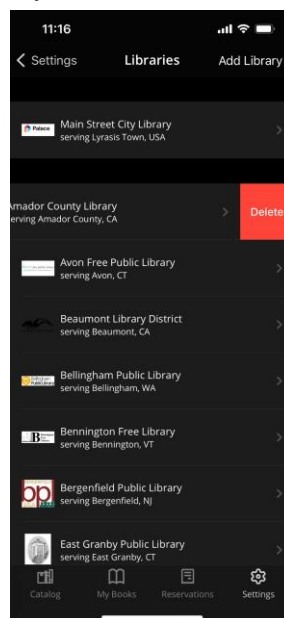 11:16
Settings
Libraries
Add Library
Palace
Main Street City Library
serving Lyrasis Town, USA
Amador County Library
erving Amador County, CA
Delete
Avon Free Public Library
serving Avon, CT
Beaumont Library District
serving Beaumont, CA
Bellingham Public Library
serving Bellingham, WA
B
Bennington Free Library
serving Bennington, VT
bp
Bergenfield Public Library
serving Bergenfield, NJ
East Granby Public Library
serving East Granby, CT
Catalog
My Books
Reservations
Settings